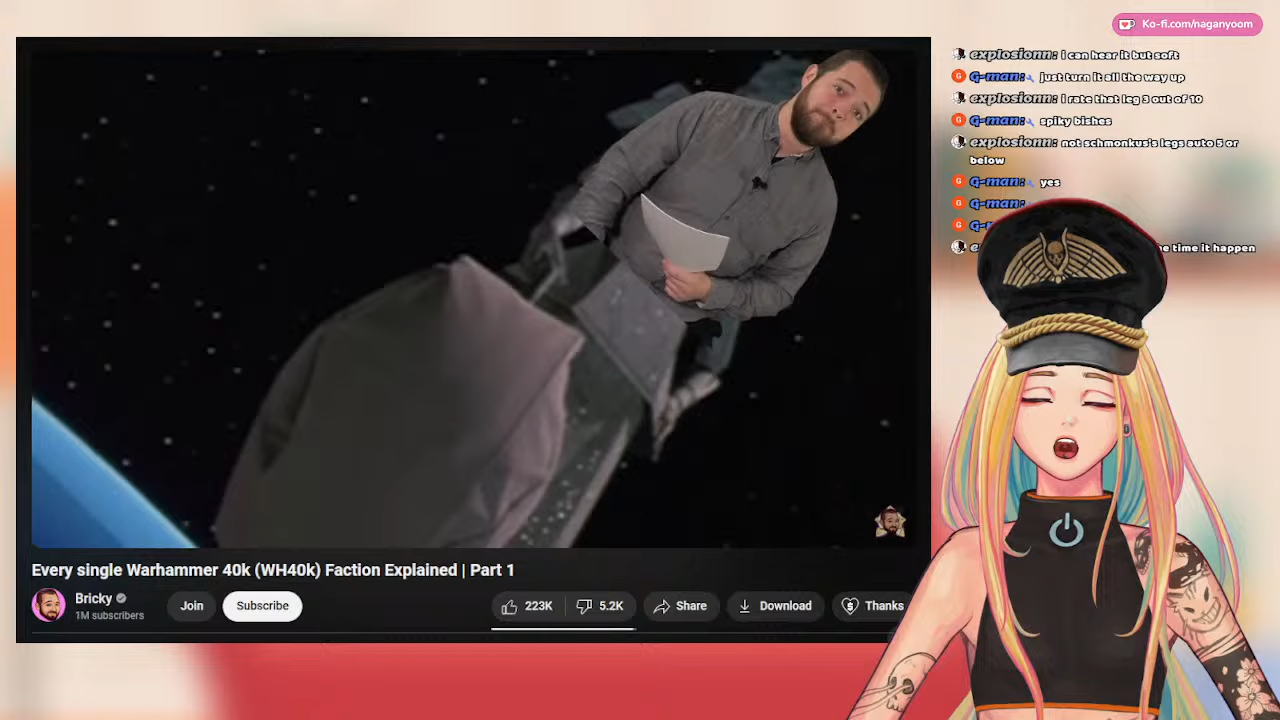 Ko-fi.com/naganyoom
explosionn: i can hear it but soft
G G-man: just turn it all the way up
explosionn: i rate that leg 3 out of 10
G G-man: spiky bishes
explosionn: not schmonkus's legs auto 5 or
below
G G-man: yes
G G-man:
G
e time it happen
Every single Warhammer 40k (WH40k) Faction Explained | Part 1
Bricky
1M subscribers
Join
Subscribe
223K
5.2K
Share
Download
Thanks